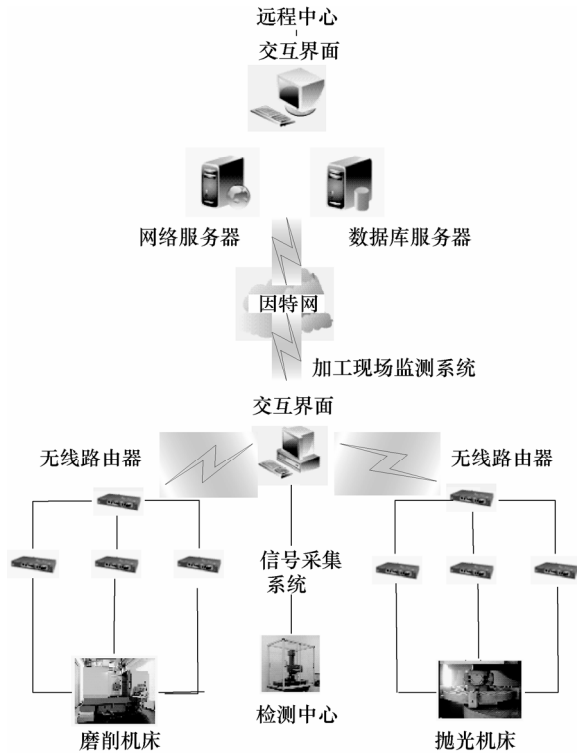 远程中心
交互界面
网络服务器
数据库服务器
因特网
加工现场监测系统
交互界面
无线路由器
无线路由器
信号采集
系统
检测中心
磨削机床
抛光机床